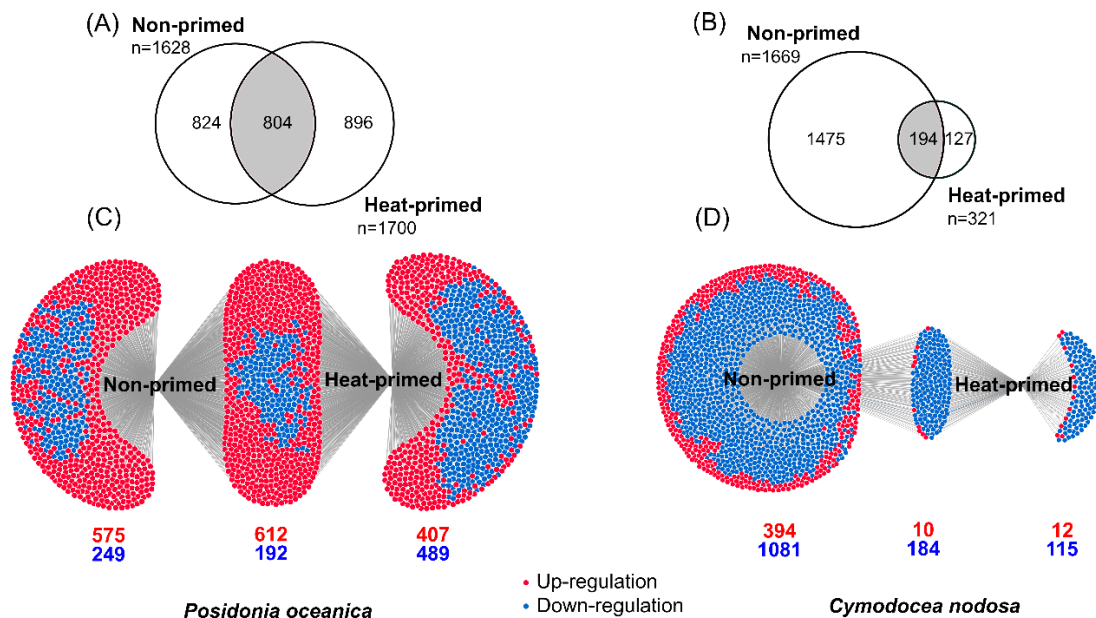 (A)
Non-primed
n=1628
824
804
896
Heat-primed
n=1700
(B)
Non-primed
n=1669
1475
194
127
Heat-primed
n=321
(C)
Non-primed
Heat-primed
575
249
612
192
407
489
Posidonia oceanica
(D)
Non-primed
Heat-primed
394
1081
10
184
12
115
Up-regulation
Down-regulation
Cymodocea nodosa